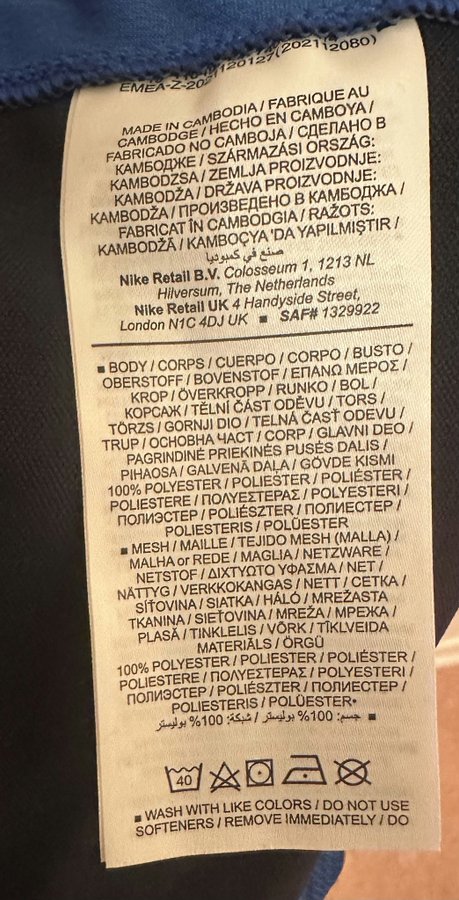 MADE IN CAMBODIA / FABRIQUE AU
CAMBODGE / HECHO EN CAMBOYA /
FABRICADO NO CAMBOJA / СДЕЛАНО В
КАМБОДЖЕ / SZÁRMAZÁSI ORSZÁG:
KAMBODZSA / ZEMLJA PROIZVODNJE:
KAMBODŽA / DRŽAVA PROIZVODNJE:
KAMBODŽA / ПРОИЗВЕДЕНО В КАМБОДЖА /
FABRICAT ÎN CAMBODGIA / RAŽOTS:
KAMBODŽĀ / KAMBOÇYA 'DA YAPILMIŞTIR /
صنع في كمبوديا
Nike Retail B.V. Colosseum 1, 1213 NL
Hilversum, The Netherlands
Nike Retail UK 4 Handyside Street,
London N1C 4DJ UK ■ SAF# 1329922
■ BODY / CORPS / CUERPO / CORPO / BUSTO /
OBERSTOFF / BOVENSTOF / ΕΠΑΝΩ ΜΕΡΟΣ /
KROP / ÖVERKROPP / RUNKO / BOL /
КОРСАЖ / TĚLNÍ ČÁST ODĚVU / TORS /
TÖRZS / GORNJI DIO / TELNÁ ČASŤ ODEVU /
TRUP / ОСНОВНА ЧАСТ / CORP / GLAVNI DEO /
PAGRINDINĖ PRIEKINĖS PUSĖS DALIS /
PIHAOSA / GALVENĀ DAĻA / GÖVDE KISMI
100% POLYESTER / POLIESTER / POLIÉSTER /
POLIESTERE / ΠΟΛΥΕΣΤΕΡΑΣ / POLYESTERI /
ПОЛИЭСТЕР / POLIÉSZTER / ПОЛИЕСТЕР /
POLIESTERIS / POLÜESTER
■ MESH / MAILLE / TEJIDO MESH (MALLA) /
MALHA or REDE / MAGLIA / NETZWARE /
NETSTOF / ΔΙΧΤΥΩΤΟ ΥΦΑΣΜΑ / NET /
NÄTTYG / VERKKOKANGAS / NETT / СЕТКА /
SÍŤOVINA / SIATKA / HÁLÓ / MREŽASTA
TKANINA / SIEŤOVINA / MREŽA / МРЕЖА /
PLASĂ / TINKLELIS / VÕRK / TĪKLVEIDA
MATERIĀLS / ÖRGÜ
100% POLYESTER / POLIESTER / POLIÉSTER /
POLIESTERE / ΠΟΛΥΕΣΤΕΡΑΣ / POLYESTERI /
ПОЛИЭСТЕР / POLIÉSZTER / ПОЛИЕСТЕР /
POLIESTERIS / POLÜESTER•
■ جسم: 100% بوليستر / شبكة: 100% بوليستر
40
■ WASH WITH LIKE COLORS / DO NOT USE
SOFTENERS / REMOVE IMMEDIATELY / DO